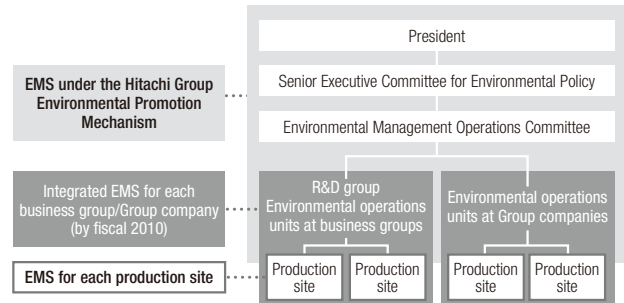 President
EMS under the Hitachi Group
Environmental Promotion
Mechanism
Senior Executive Committee for Environmental Policy
Environmental Management Operations Committee
Integrated EMS for each
business group/Group company
(by fiscal 2010)
R&D group
Environmental operations
units at business groups
Environmental operations
units at Group companies
EMS for each production site
Production
site
Production
site
Production
site
Production
site